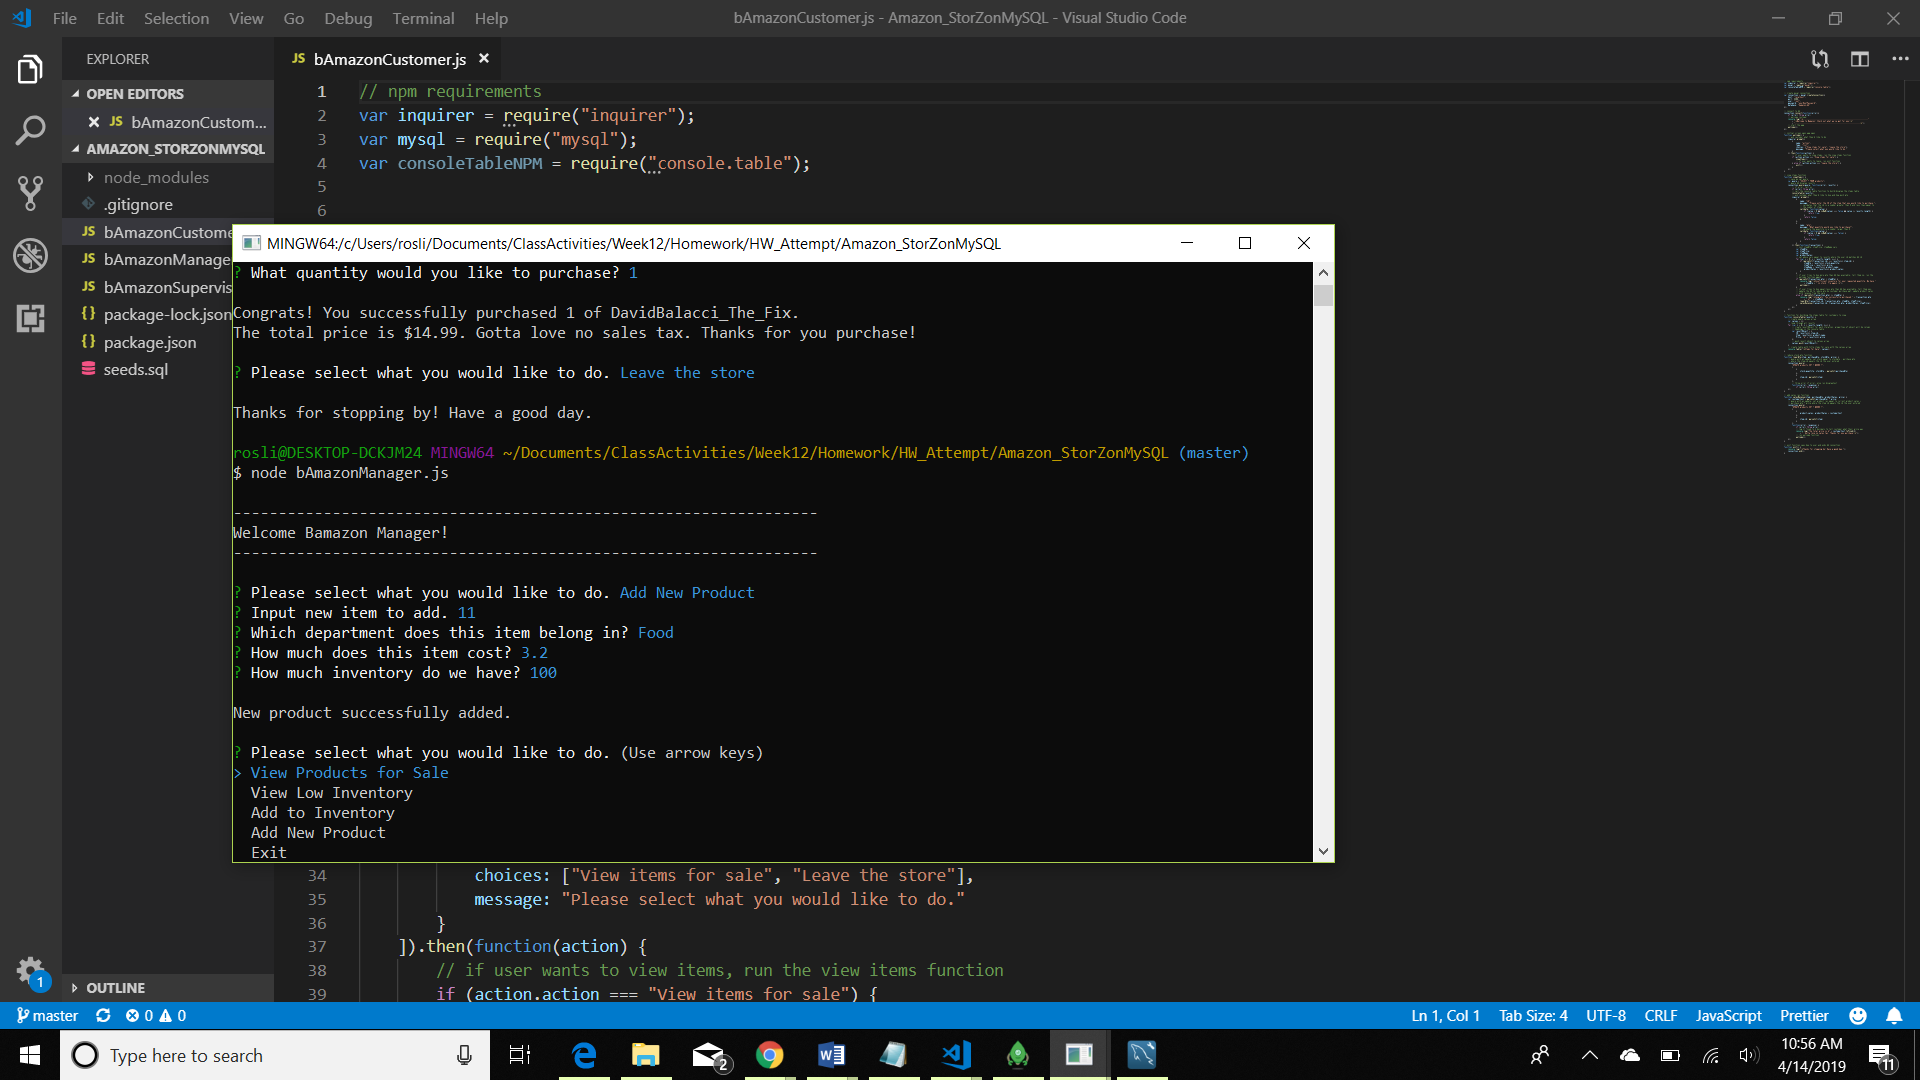 File Edit Selection View Go Debug Terminal Help
bAmazonCustomer.js - Amazon_StorZonMySQL - Visual Studio Code
EXPLORER
OPEN EDITORS
JS bAmazonCustom...
AMAZON_STORZONMYSQL
node_modules
.gitignore
JS bAmazonCustome
JS bAmazonManage
JS bAmazonSupervis
{} package-lock.json
{} package.json
seeds.sql
OUTLINE
JS bAmazonCustomer.js
1 // npm requirements
2 var inquirer = require("inquirer");
3 var mysql = require("mysql");
4 var consoleTableNPM = require("console.table");
5
6
MINGW64:/c/Users/rosli/Documents/ClassActivities/Week12/Homework/HW_Attempt/Amazon_StorZonMySQL
? What quantity would you like to purchase? 1
Congrats! You successfully purchased 1 of DavidBalacci_The_Fix.
The total price is $14.99. Gotta love no sales tax. Thanks for you purchase!
? Please select what you would like to do. Leave the store
Thanks for stopping by! Have a good day.
rosli@DESKTOP-DCKJM24 MINGW64 ~/Documents/ClassActivities/Week12/Homework/HW_Attempt/Amazon_StorZonMySQL (master)
$ node bAmazonManager.js
-----------------------------------------------------------------
Welcome Bamazon Manager!
-----------------------------------------------------------------
? Please select what you would like to do. Add New Product
? Input new item to add. 11
? Which department does this item belong in? Food
? How much does this item cost? 3.2
? How much inventory do we have? 100
New product successfully added.
? Please select what you would like to do. (Use arrow keys)
> View Products for Sale
View Low Inventory
Add to Inventory
Add New Product
Exit
34 choices: ["View items for sale", "Leave the store"],
35 message: "Please select what you would like to do."
36 }
37 ]).then(function(action) {
38 // if user wants to view items, run the view items function
39 if (action.action === "View items for sale") {
1
master 0 0
Ln 1, Col 1 Tab Size: 4 UTF-8 CRLF JavaScript Prettier
Type here to search
2
10:56 AM
4/14/2019
11